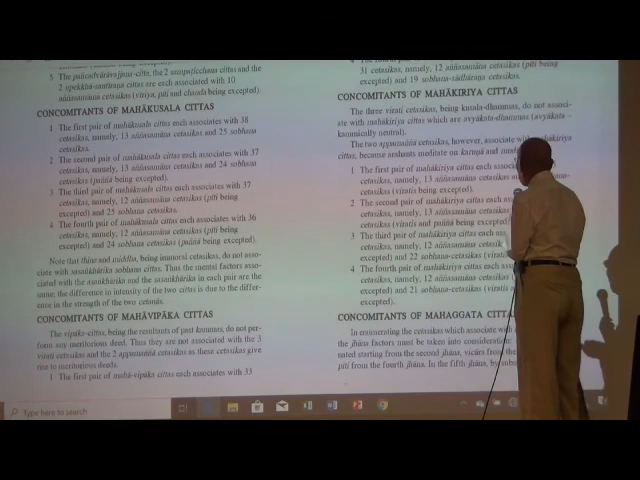 5 The pañcadvārāvajjana-citta, the 2 sampaṭicchana cittas and the
2 upekkhā-santīraṇa cittas are each associated with 10
aññasamāna cetasikas (viriya, pīti and chanda being excepted).
CONCOMITANTS OF MAHĀKUSALA CITTAS
1 The first pair of mahākusala cittas each associates with 38
cetasikas, namely, 13 aññasamāna cetasikas and 25 sobhana
cetasikas.
2 The second pair of mahākusala cittas each associates with 37
cetasikas, namely, 13 aññasamāna cetasikas and 24 sobhana
cetasikas (paññā being excepted).
3 The third pair of mahākusala cittas each associates with 37
cetasikas, namely, 12 aññasamāna cetasikas (pīti being
excepted) and 25 sobhana cetasikas.
4 The fourth pair of mahākusala cittas each associates with 36
cetasikas, namely, 12 aññasamāna cetasikas (pīti being
excepted) and 24 sobhana cetasikas (paññā being excepted).
Note that thīna and middha, being immoral cetasikas, do not asso-
ciate with sasaṅkhārika sobhana cittas. Thus the mental factors asso-
ciated with the asaṅkhārika and the sasaṅkhārika in each pair are the
same; the difference in intensity of the two cittas is due to the differ-
ence in the strength of the two cetanās.
CONCOMITANTS OF MAHĀVIPĀKA CITTAS
The vipāka-cittas, being the resultants of past kammas, do not per-
form any meritorious deed. Thus they are not associated with the 3
virati cetasikas and the 2 appamaññā cetasikas as these cetasikas give
rise to meritorious deeds.
1 The first pair of mahā-vipāka cittas each associates with 33
31 cetasikas, namely, 12 aññasamāna cetasikas (pīti being
excepted) and 19 sobhana-sādhāraṇa cetasikas.
CONCOMITANTS OF MAHĀKIRIYA CITTAS
The three virati cetasikas, being kusala-dhammas, do not associ-
ate with mahākiriya cittas which are avyākata-dhammas (avyākata -
kammically neutral).
The two appamaññā cetasikas, however, associate with mahākiriya
cittas, because arahants meditate on karuṇā and
1 The first pair of mahākiriya cittas each
cetasikas, namely, 13 aññasamāna cetasikas
cetasikas (viratis being excepted).
2 The second pair of mahākiriya cittas each
cetasikas, namely, 13 aññasamāna
cetasikas (viratis and paññā being excepted)
3 The third pair of mahākiriya cittas each
cetasikas, namely, 12 aññasamāna cetasik
excepted) and 22 sobhana-cetasikas (viratis
4 The fourth pair of mahākiriya cittas each
cetasikas, namely, 12 aññasamāna cetasikas
excepted) and 21 sobhana-cetasikas (viratis and
excepted).
CONCOMITANTS OF MAHAGGATA CITT
In enumerating the cetasikas which associate with
the jhāna factors must be taken into consideration:
nated starting from the second jhāna, vicāra from the
pīti from the fourth jhāna. In the fifth jhāna, by
Type here to search